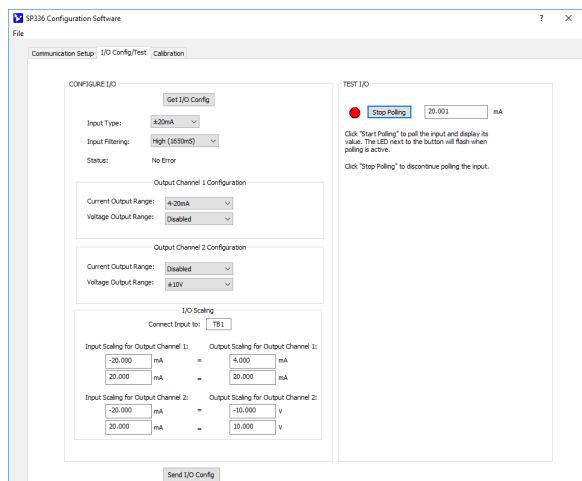 SP336 Configuration Software ? ×
File
Communication Setup I/O Config/Test Calibration
CONFIGURE I/O
Get I/O Config
Input Type: ±20mA
Input Filtering: High (1650mS)
Status: No Error
Output Channel 1 Configuration
Current Output Range: 4-20mA
Voltage Output Range: Disabled
Output Channel 2 Configuration
Current Output Range: Disabled
Voltage Output Range: ±10V
I/O Scaling
Connect Input to: TB1
Input Scaling for Output Channel 1: Output Scaling for Output Channel 1:
-20.000 mA = 4.000 mA
20.000 mA = 20.000 mA
Input Scaling for Output Channel 2: Output Scaling for Output Channel 2:
-20.000 mA = -10.000 V
20.000 mA = 10.000 V
Send I/O Config
TEST I/O
Stop Polling 20.001 mA
Click "Start Polling" to poll the input and display its
value. The LED next to the button will flash when
polling is active.
Click "Stop Polling" to discontinue polling the input.